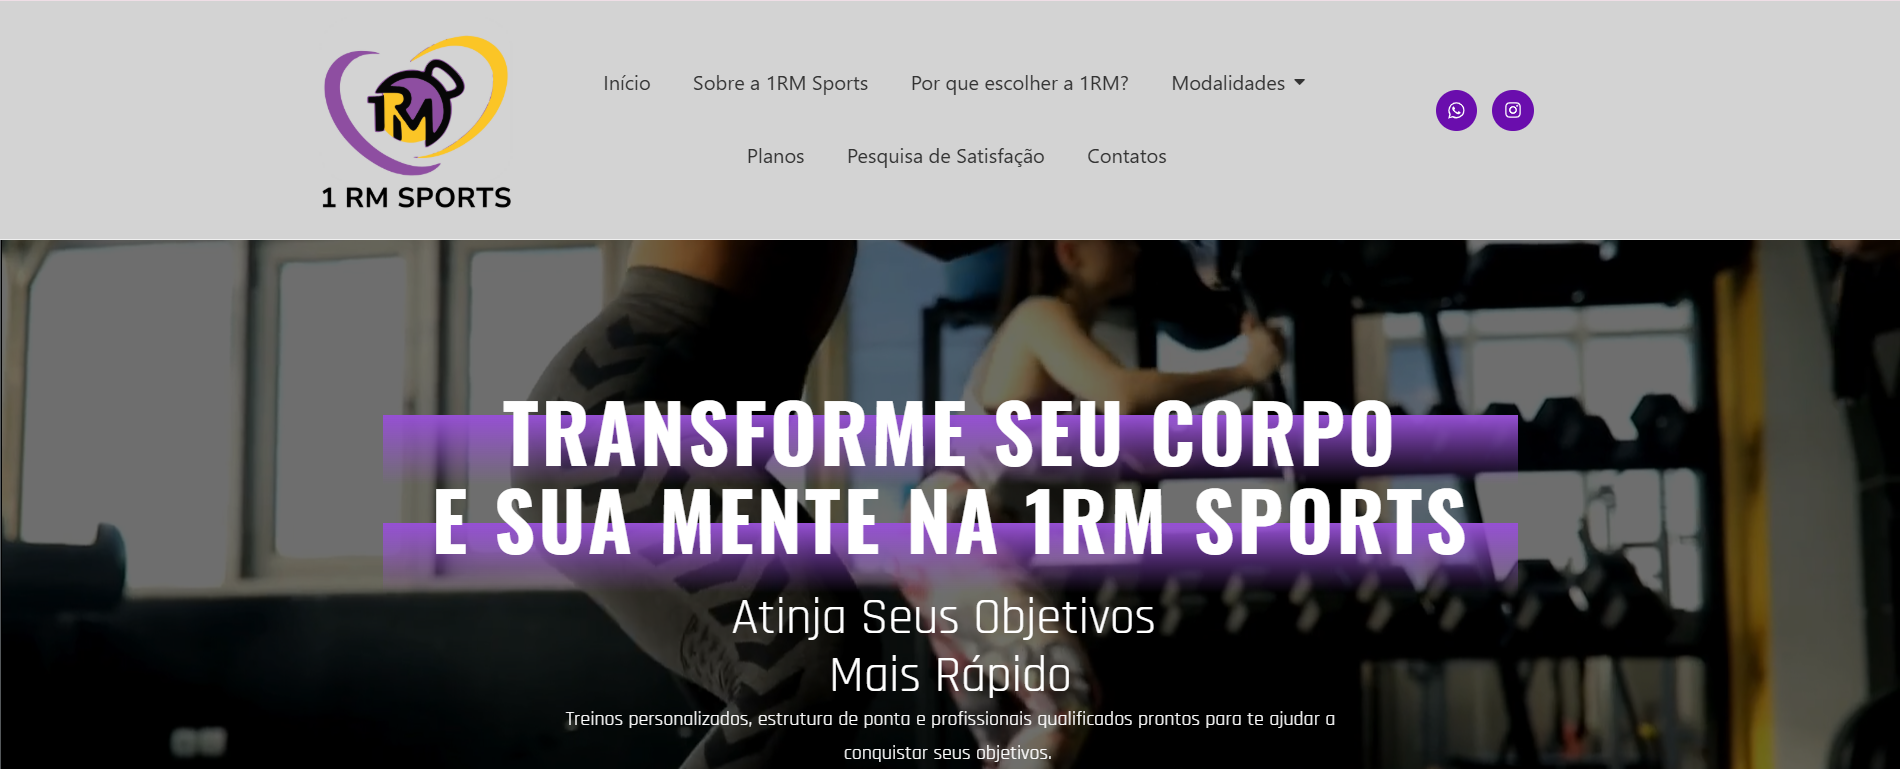 1RM
1 RM SPORTS
Início Sobre a 1RM Sports Por que escolher a 1RM? Modalidades
Planos Pesquisa de Satisfação Contatos
TRANSFORME SEU CORPO
E SUA MENTE NA 1RM SPORTS
Atinja Seus Objetivos
Mais Rápido
Treinos personalizados, estrutura de ponta e profissionais qualificados prontos para te ajudar a
conquistar seus objetivos.